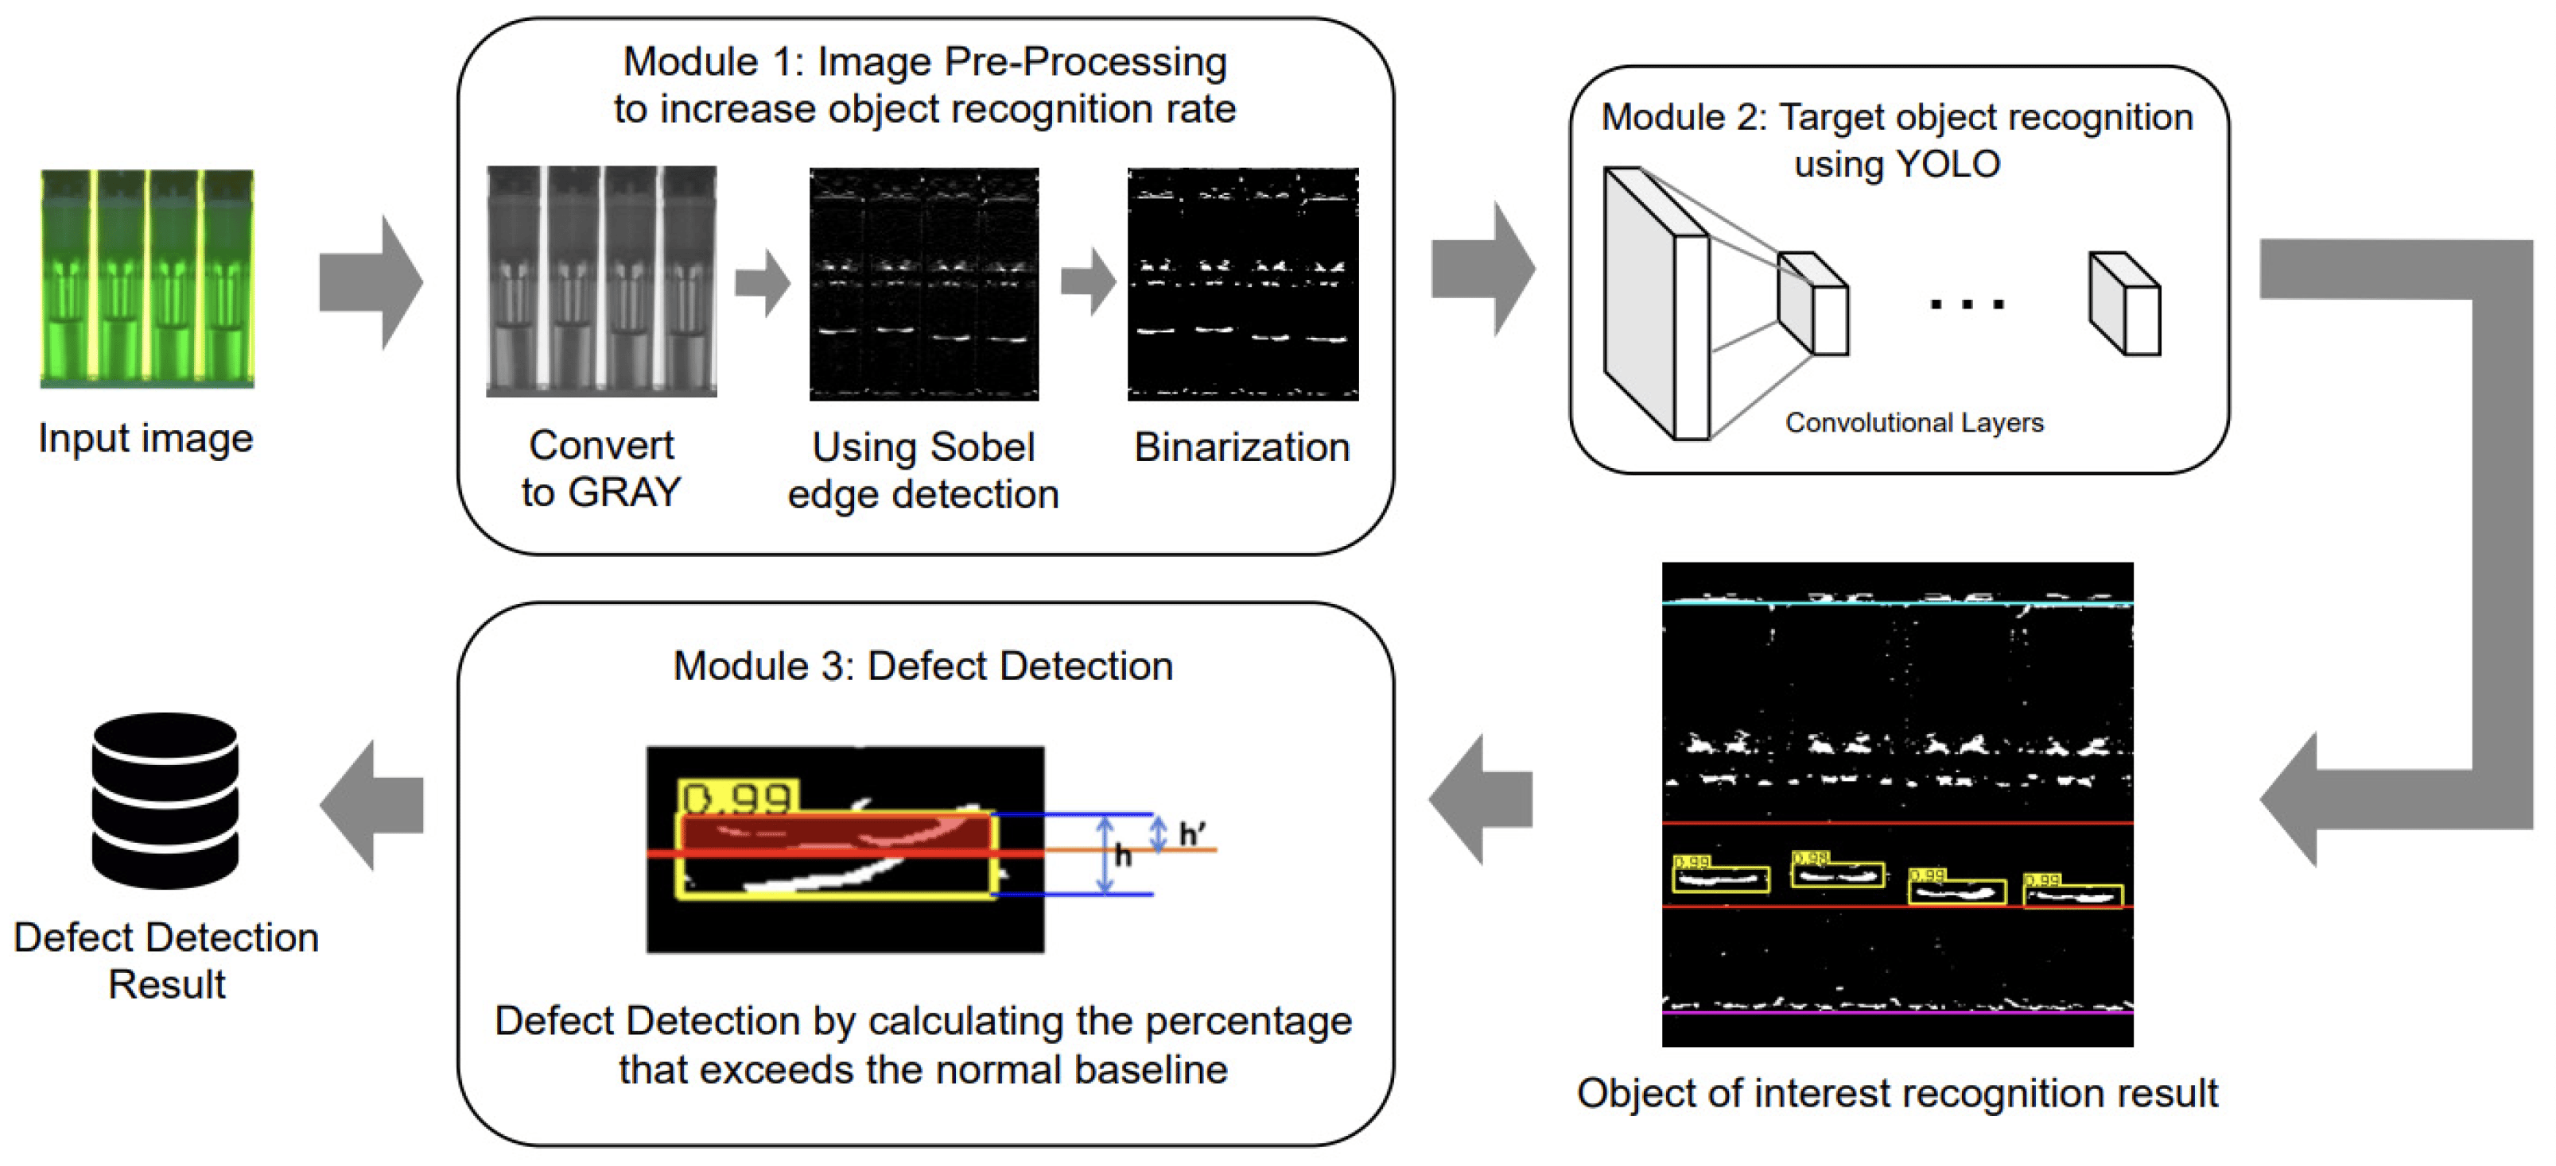 Module 1: Image Pre-Processing
to increase object recognition rate
Input image
Convert
to GRAY
Using Sobel
edge detection
Binarization
Module 2: Target object recognition
using YOLO
Convolutional Layers
0.99
0.98
0.99
0.99
Object of interest recognition result
Module 3: Defect Detection
0.99
h
h’
Defect Detection by calculating the percentage
that exceeds the normal baseline
Defect Detection
Result